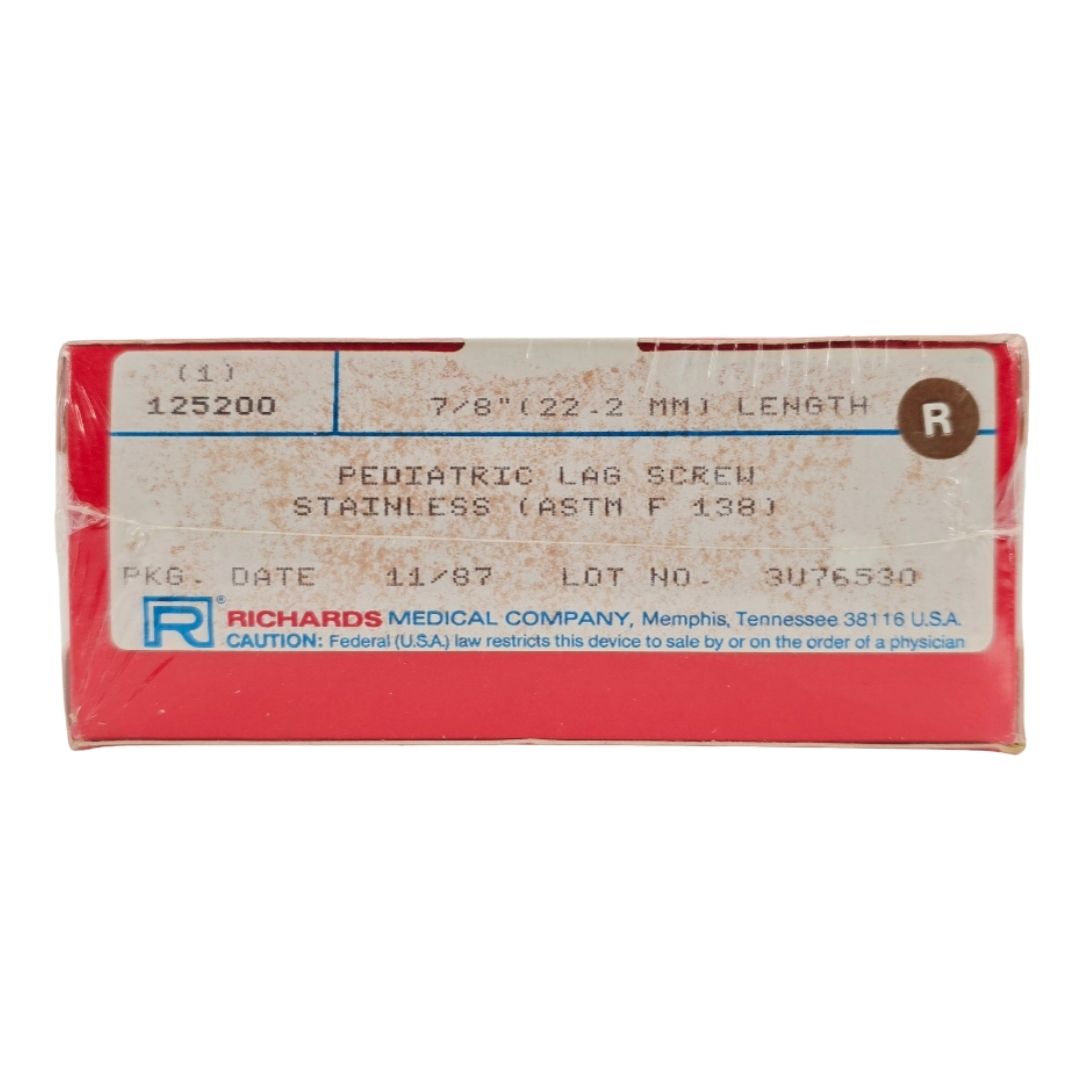 (1)
125200
7/8"(22.2 MM) LENGTH
R
PEDIATRIC LAG SCREW
STAINLESS (ASTM F 138)
PKG. DATE 11/87 LOT NO. 3U76530
R® RICHARDS MEDICAL COMPANY, Memphis, Tennessee 38116 U.S.A.
CAUTION: Federal (U.S.A.) law restricts this device to sale by or on the order of a physician